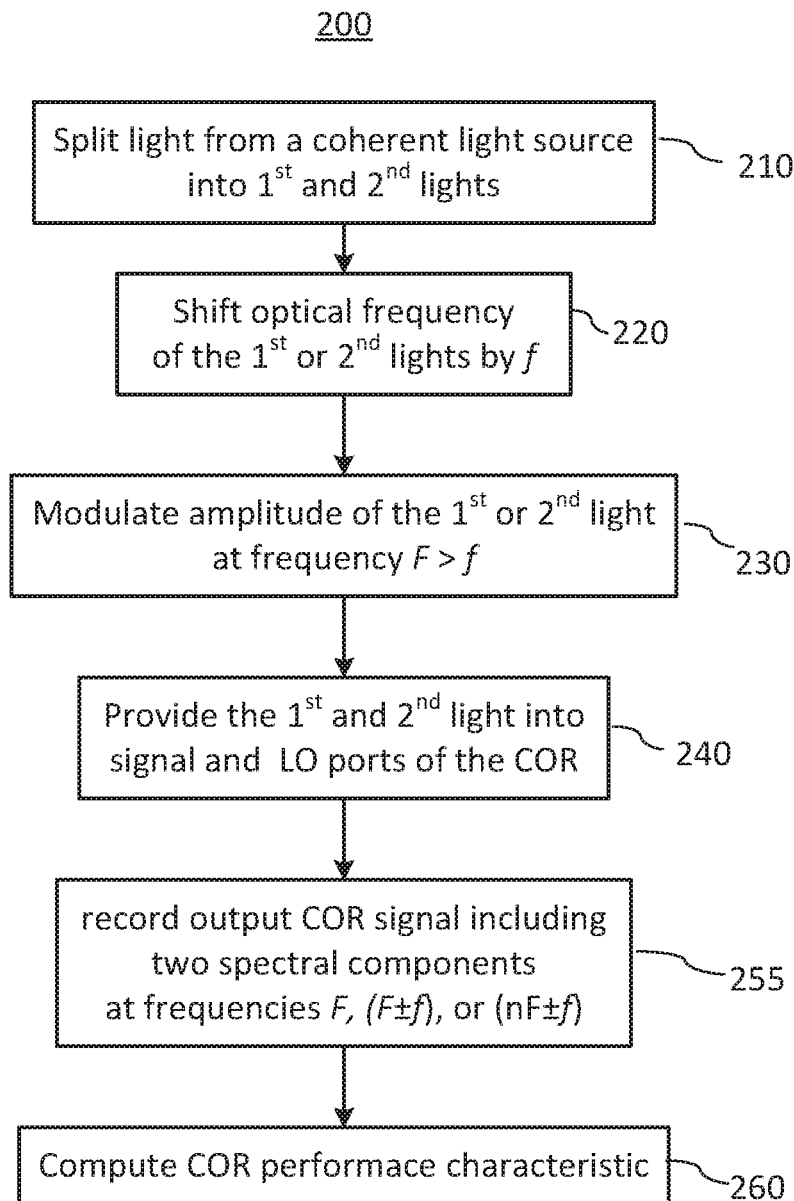 200
Split light from a coherent light source
into 1st and 2nd lights
210
Shift optical frequency
of the 1st or 2nd lights by f
220
Modulate amplitude of the 1st or 2nd light
at frequency F > f
230
Provide the 1st and 2nd light into
signal and LO ports of the COR
240
record output COR signal including
two spectral components
at frequencies F, (F±f), or (nF±f)
255
Compute COR performace characteristic
260